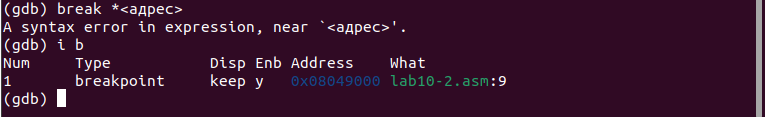 (gdb) break *<адрес>
A syntax error in expression, near `<адрес>'.
(gdb) i b
Num     Type           Disp Enb Address    What
1       breakpoint     keep y   0x08049000 lab10-2.asm:9
(gdb)